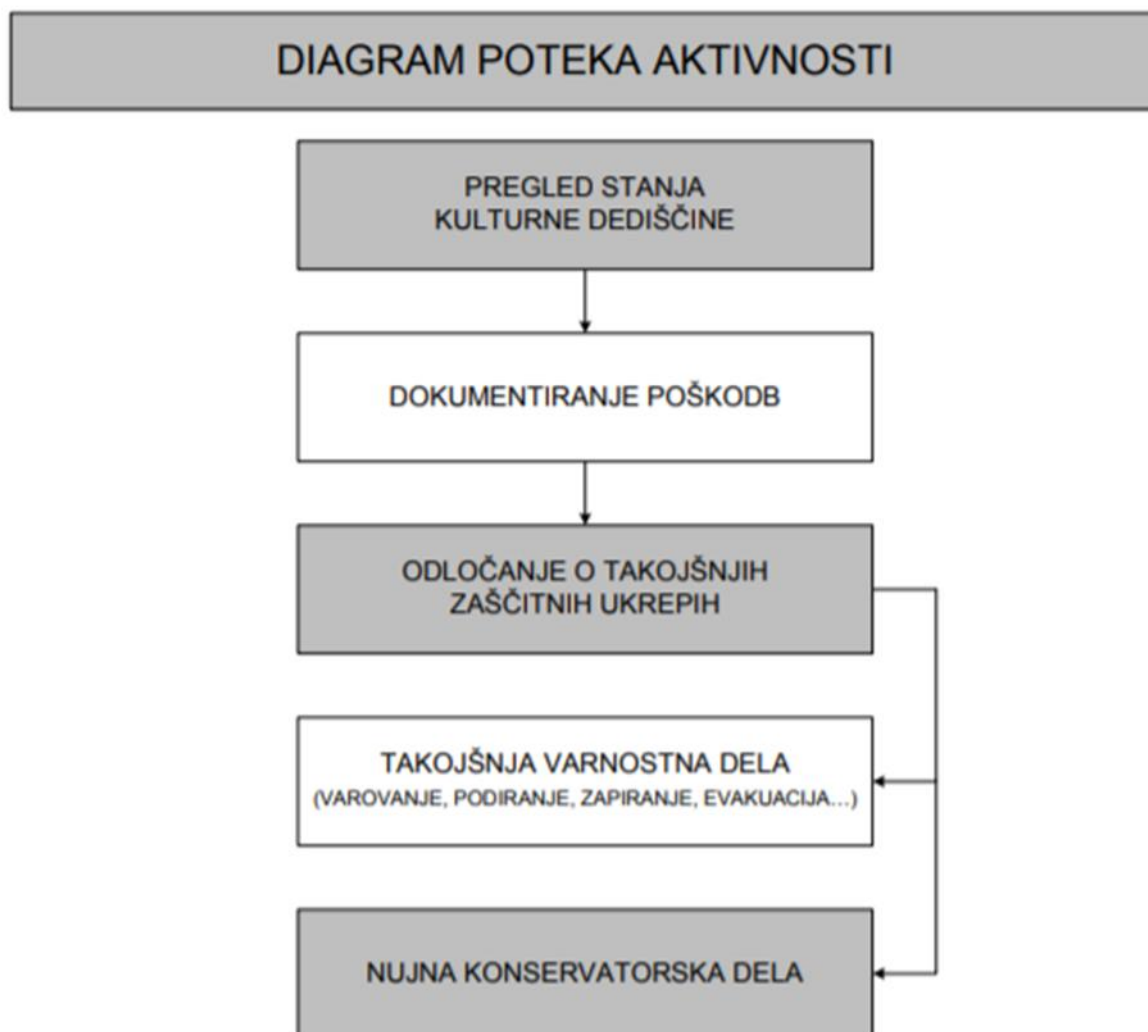 DIAGRAM POTEKA AKTIVNOSTI
PREGLED STANJA
KULTURNE DEDIŠČINE
DOKUMENTIRANJE POŠKODB
ODLOČANJE O TAKOJŠNJIH
ZAŠČITNIH UKREPIH
TAKOJŠNJA VARNOSTNA DELA
(VAROVANJE, PODIRANJE, ZAPIRANJE, EVAKUACIJA...)
NUJNA KONSERVATORSKA DELA